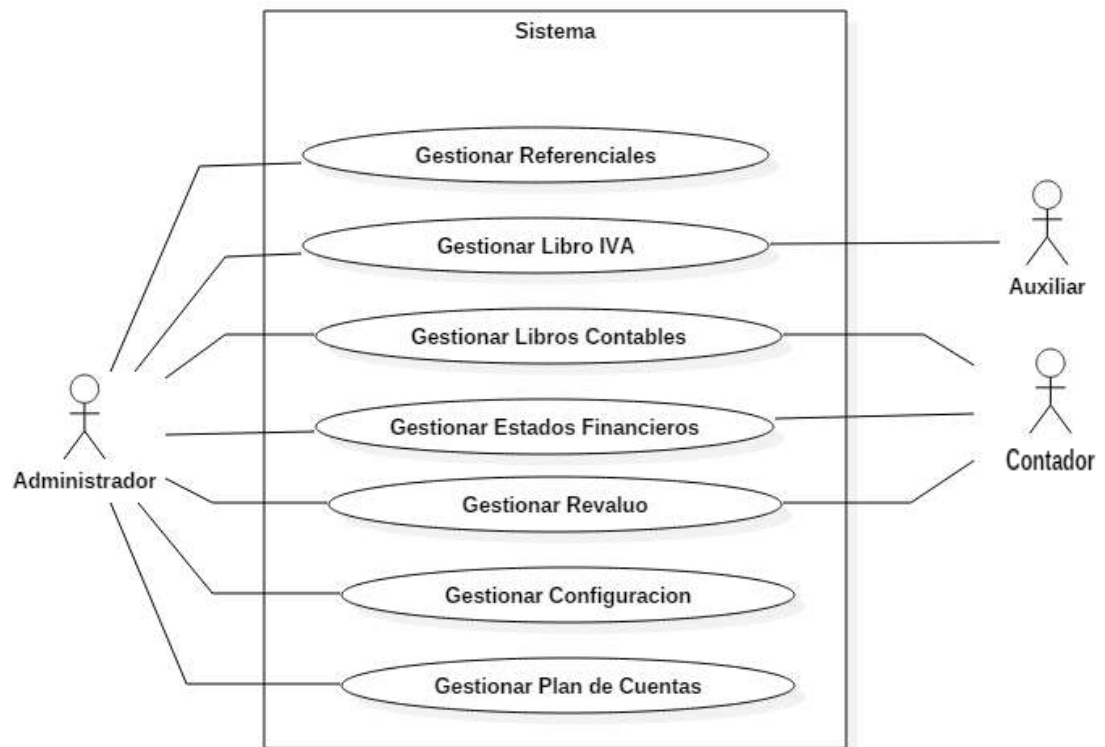 Sistema
Gestionar Referenciales
Gestionar Libro IVA
Auxiliar
Gestionar Libros Contables
Gestionar Estados Financieros
Contador
Administrador
Gestionar Revaluo
Gestionar Configuracion
Gestionar Plan de Cuentas